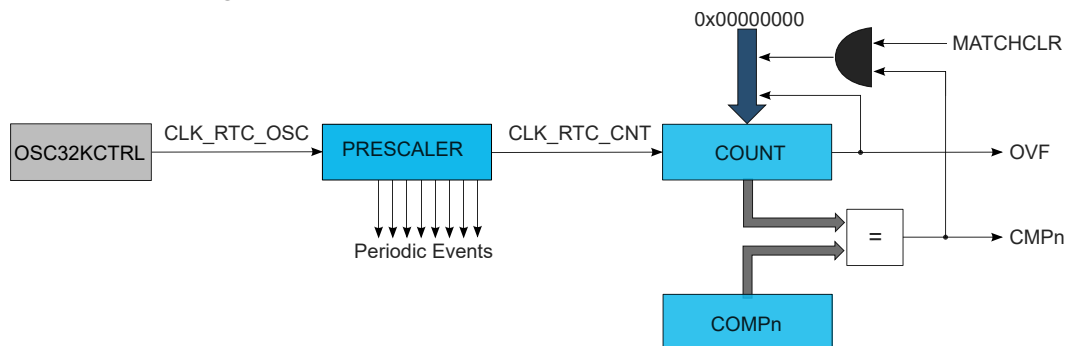 0x00000000
MATCHCLR
OSC32KCTRL
CLK_RTC_OSC
PRESCALER
CLK_RTC_CNT
COUNT
OVF
Periodic Events
=
CMPn
COMPn